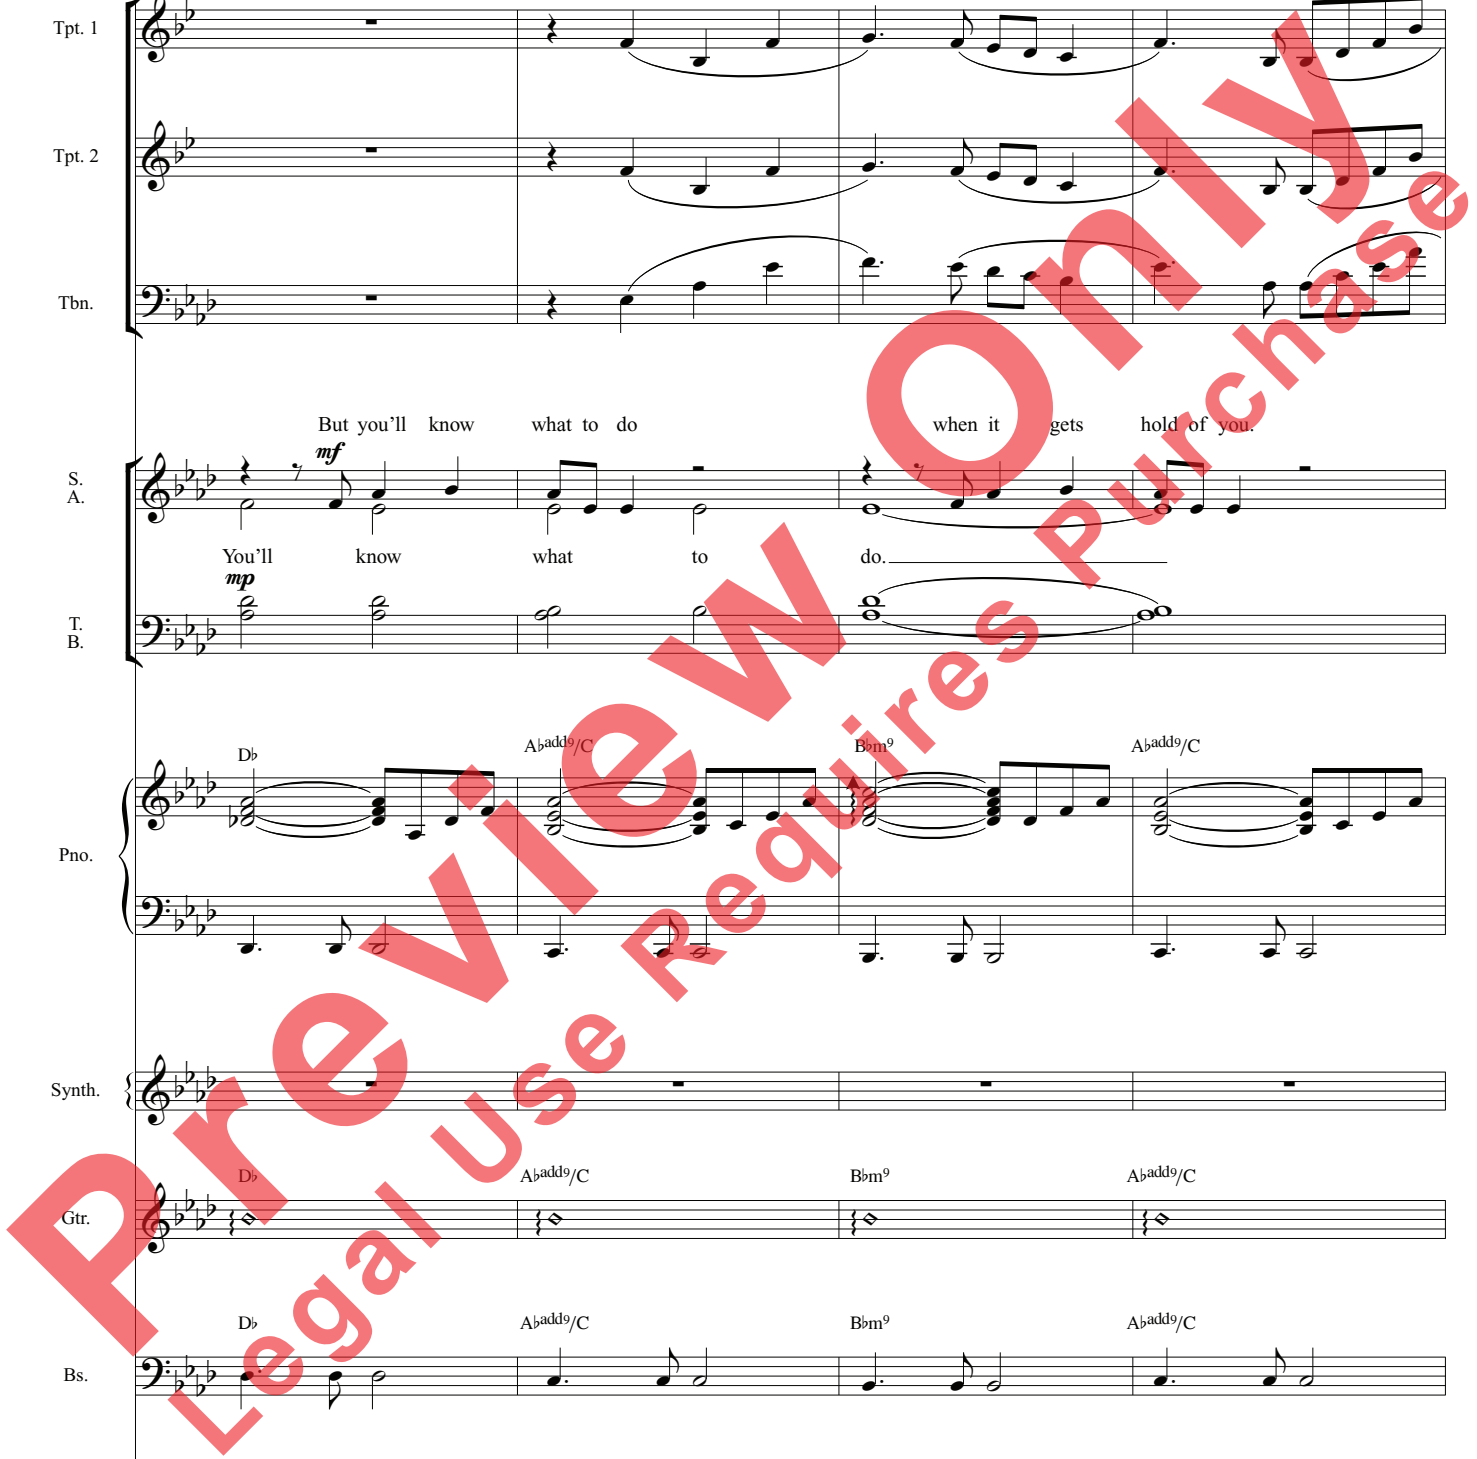 Tpt. 1
Tpt. 2
Tbn.
But you'll know what to do when it gets hold of you.
mf
S.
A.
You'll know what to do.
mp
T.
B.
D♭ A♭add9/C B♭m9 A♭add9/C
Pno.
Synth.
D♭ A♭add9/C B♭m9 A♭add9/C
Gtr.
D♭ A♭add9/C B♭m9 A♭add9/C
Bs.
Preview Only
Legal Use Requires Purchase